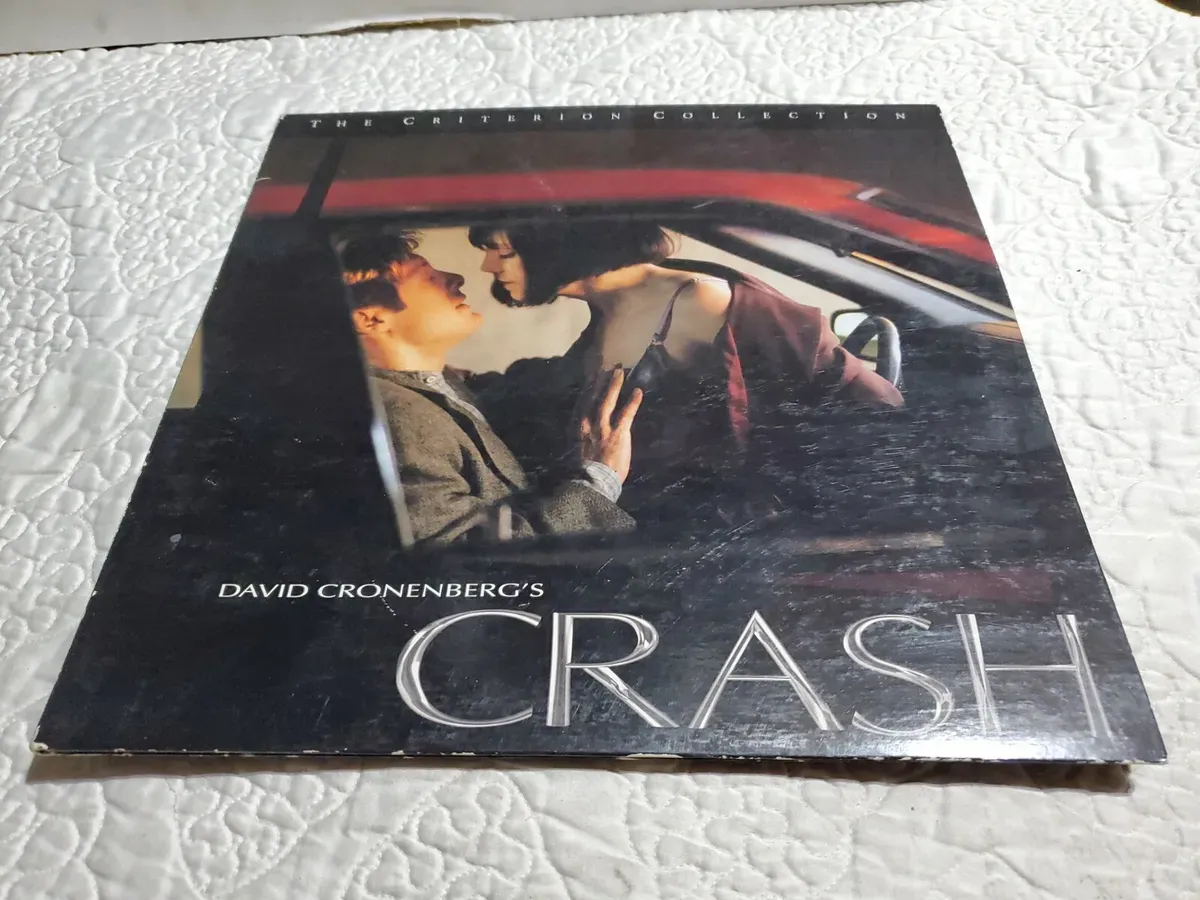 THE CRITERION COLLECTION
DAVID CRONENBERG'S
CRASH